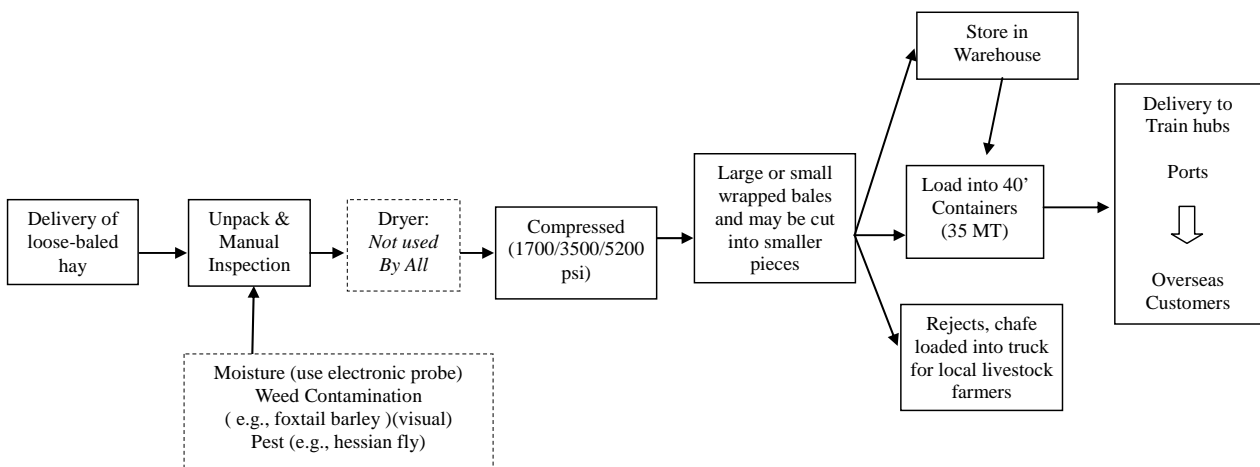 Delivery of
loose-baled
hay
Unpack &
Manual
Inspection
Moisture (use electronic probe)
Weed Contamination
( e.g., foxtail barley )(visual)
Pest (e.g., hessian fly)
Dryer:
Not used
By All
Compressed
(1700/3500/5200
psi)
Large or small
wrapped bales
and may be cut
into smaller
pieces
Store in
Warehouse
Load into 40’
Containers
(35 MT)
Rejects, chafe
loaded into truck
for local livestock
farmers
Delivery to
Train hubs
Ports
Overseas
Customers